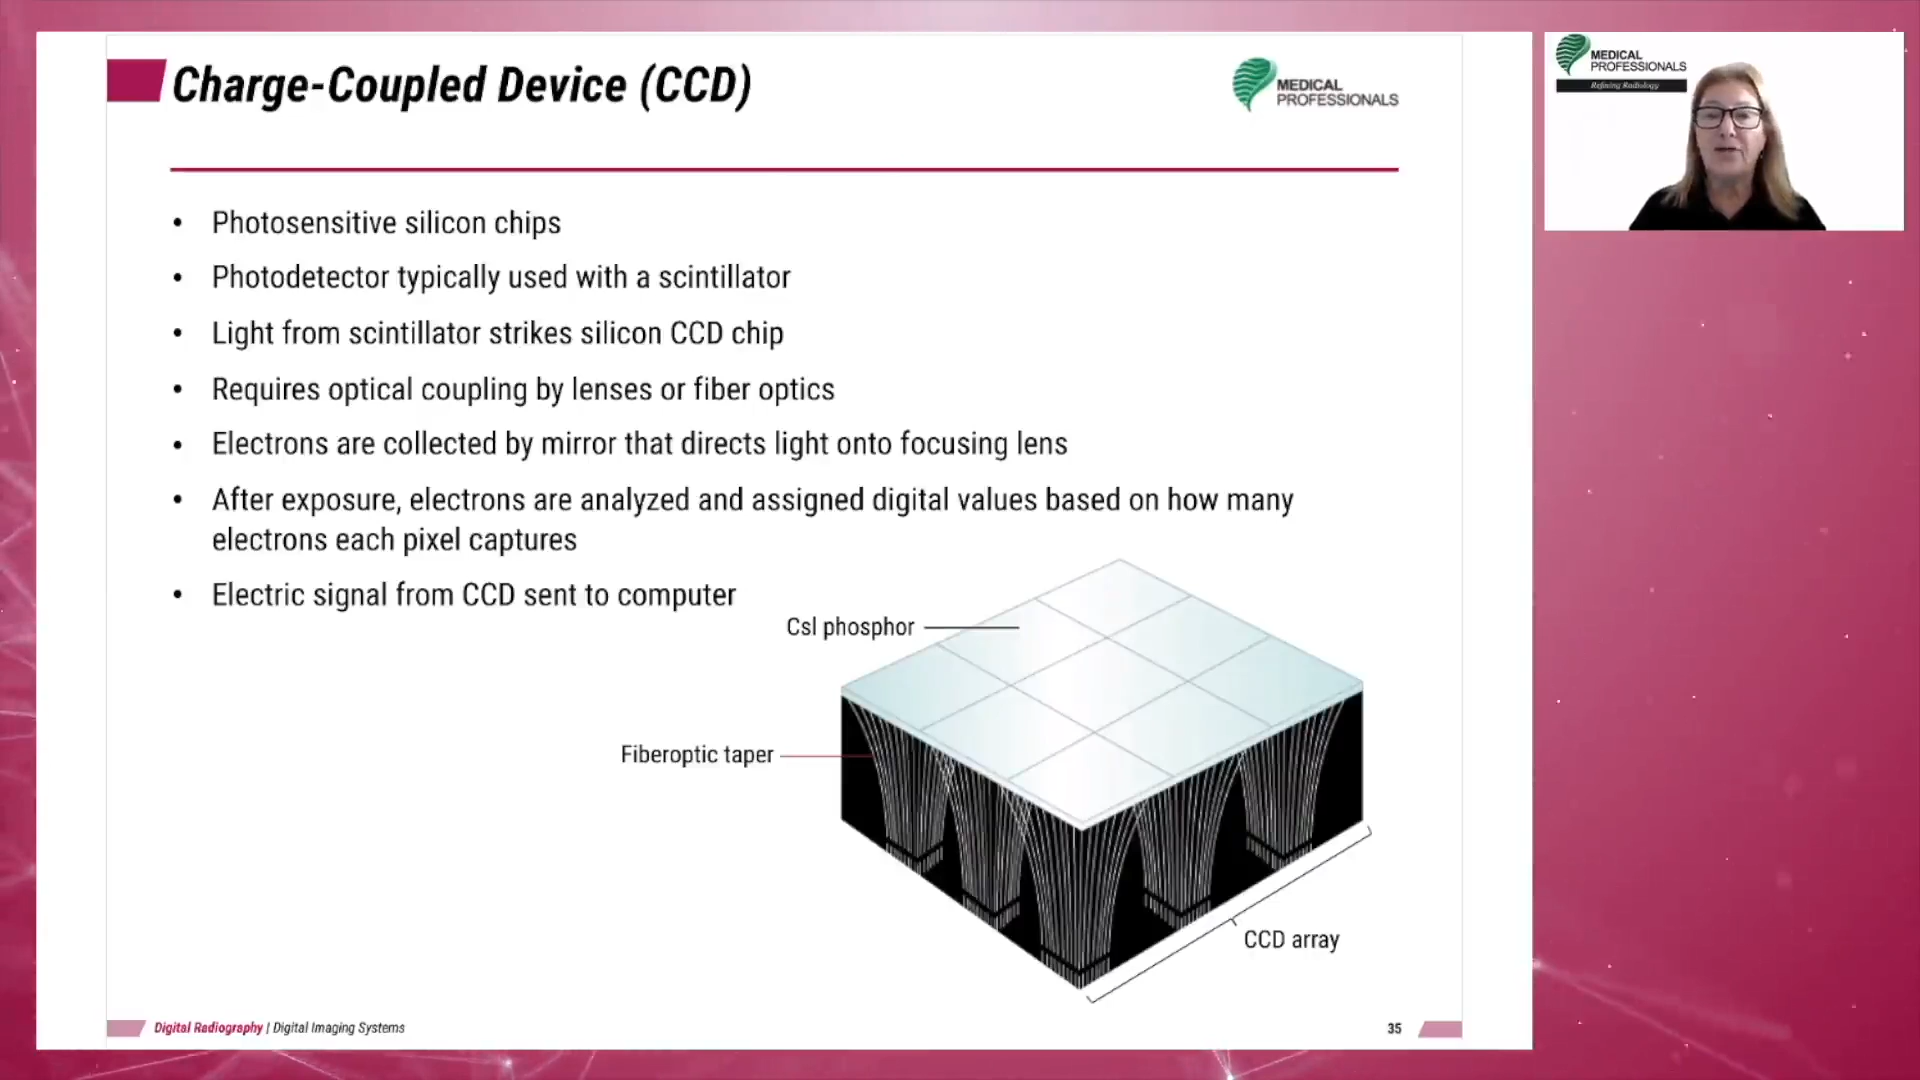 Charge-Coupled Device (CCD)
MEDICAL
PROFESSIONALS
MEDICAL
PROFESSIONALS
Refining Radiology
• Photosensitive silicon chips
• Photodetector typically used with a scintillator
• Light from scintillator strikes silicon CCD chip
• Requires optical coupling by lenses or fiber optics
• Electrons are collected by mirror that directs light onto focusing lens
• After exposure, electrons are analyzed and assigned digital values based on how many
electrons each pixel captures
• Electric signal from CCD sent to computer
CsI phosphor
Fiberoptic taper
CCD array
Digital Radiography | Digital Imaging Systems
35